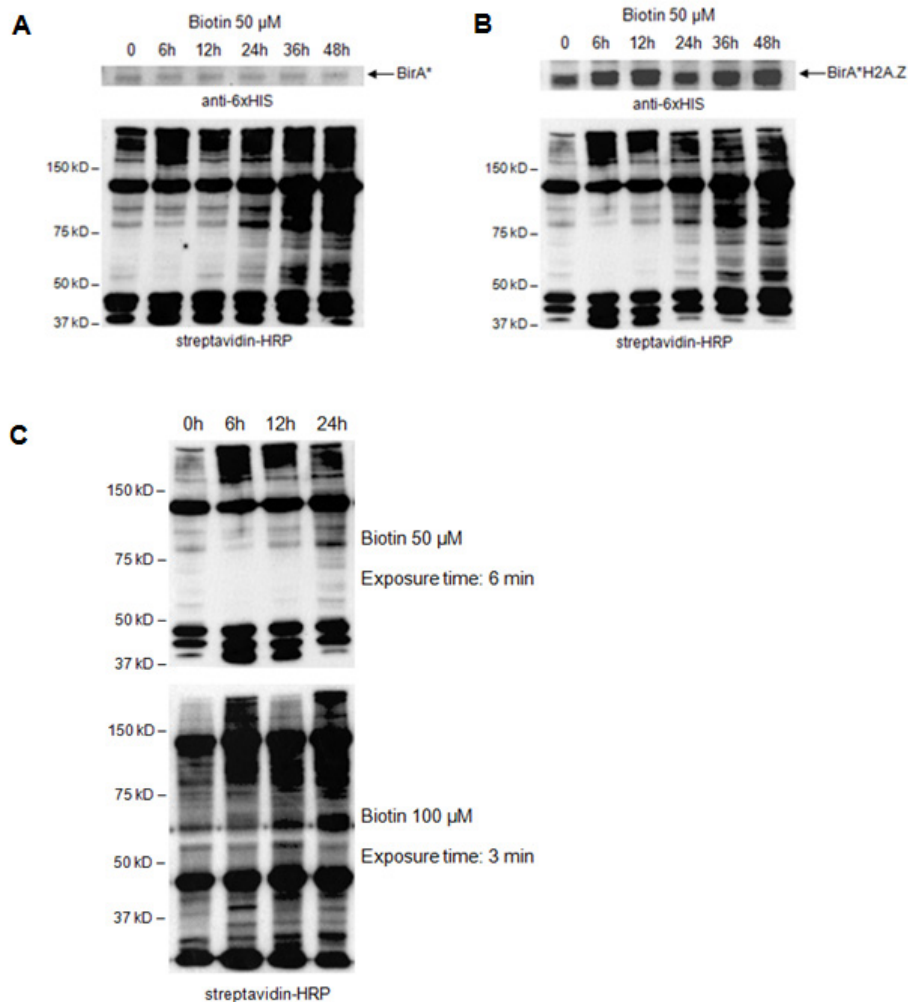 A
Biotin 50 µM
0 6h 12h 24h 36h 48h
BirA*
anti-6xHIS
150 kD
75 kD
50 kD
37 kD
streptavidin-HRP
B
Biotin 50 µM
0 6h 12h 24h 36h 48h
BirA*H2A.Z
anti-6xHIS
150 kD
75 kD
50 kD
37 kD
streptavidin-HRP
C
0h 6h 12h 24h
150 kD
75 kD
50 kD
37 kD
Biotin 50 µM
Exposure time: 6 min
150 kD
75 kD
50 kD
37 kD
Biotin 100 µM
Exposure time: 3 min
streptavidin-HRP